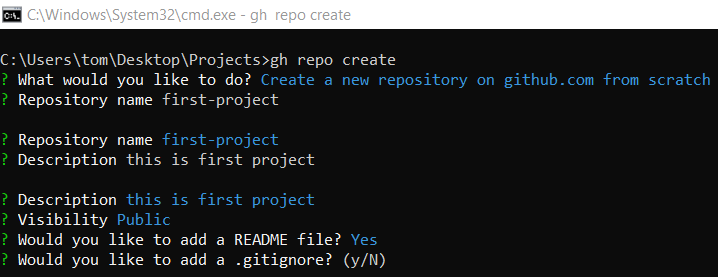 C:\Windows\System32\cmd.exe - gh  repo create
C:\Users\tom\Desktop\Projects>gh repo create
? What would you like to do? Create a new repository on github.com from scratch
? Repository name first-project
? Repository name first-project
? Description this is first project
? Description this is first project
? Visibility Public
? Would you like to add a README file? Yes
? Would you like to add a .gitignore? (y/N)